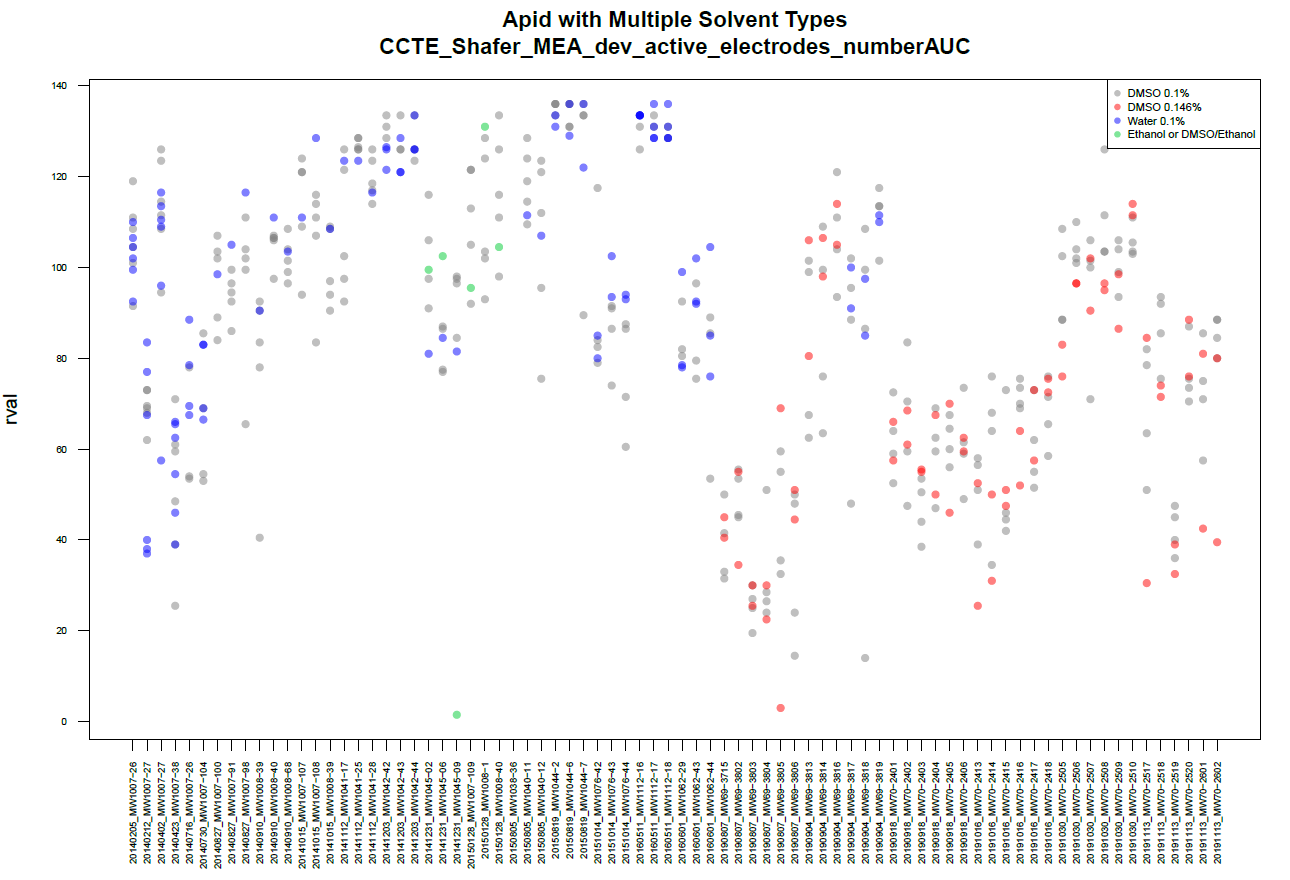 Apid with Multiple Solvent Types
CCTE_Shafer_MEA_dev_active_electrodes_numberAUC
DMSO 0.1%
DMSO 0.146%
Water 0.1%
Ethanol or DMSO/Ethanol
rval
140
120
100
80
60
40
20
0
20140205_MW1007-26
20140212_MW1007-27
20140402_MW1007-27
20140423_MW1007-38
20140716_MW1007-26
20140730_MW1007-104
20140827_MW1007-100
20140827_MW1007-91
20140827_MW1007-98
20140910_MW1008-39
20140910_MW1008-40
20140910_MW1008-68
20141015_MW1007-107
20141015_MW1007-108
20141015_MW1008-39
20141112_MW1041-17
20141112_MW1041-25
20141112_MW1041-28
20141203_MW1042-42
20141203_MW1042-43
20141203_MW1042-44
20141231_MW1045-02
20141231_MW1045-06
20141231_MW1045-09
20150128_MW1007-109
20150128_MW1008-1
20150128_MW1008-40
20150805_MW1038-36
20150805_MW1040-11
20150805_MW1040-12
20150819_MW1044-2
20150819_MW1044-6
20150819_MW1044-7
20151014_MW1076-42
20151014_MW1076-43
20151014_MW1076-44
20160511_MW1112-16
20160511_MW1112-17
20160511_MW1112-18
20160601_MW1062-29
20160601_MW1062-43
20160601_MW1062-44
20190807_MW69-3715
20190807_MW69-3802
20190807_MW69-3803
20190807_MW69-3804
20190807_MW69-3805
20190807_MW69-3806
20190904_MW69-3813
20190904_MW69-3814
20190904_MW69-3816
20190904_MW69-3817
20190904_MW69-3818
20190904_MW69-3819
20190918_MW70-2401
20190918_MW70-2402
20190918_MW70-2403
20190918_MW70-2404
20190918_MW70-2405
20190918_MW70-2406
20191016_MW70-2413
20191016_MW70-2414
20191016_MW70-2415
20191016_MW70-2416
20191016_MW70-2417
20191016_MW70-2418
20191030_MW70-2505
20191030_MW70-2506
20191030_MW70-2507
20191030_MW70-2508
20191030_MW70-2509
20191030_MW70-2510
20191113_MW70-2517
20191113_MW70-2518
20191113_MW70-2519
20191113_MW70-2520
20191113_MW70-2601
20191113_MW70-2602